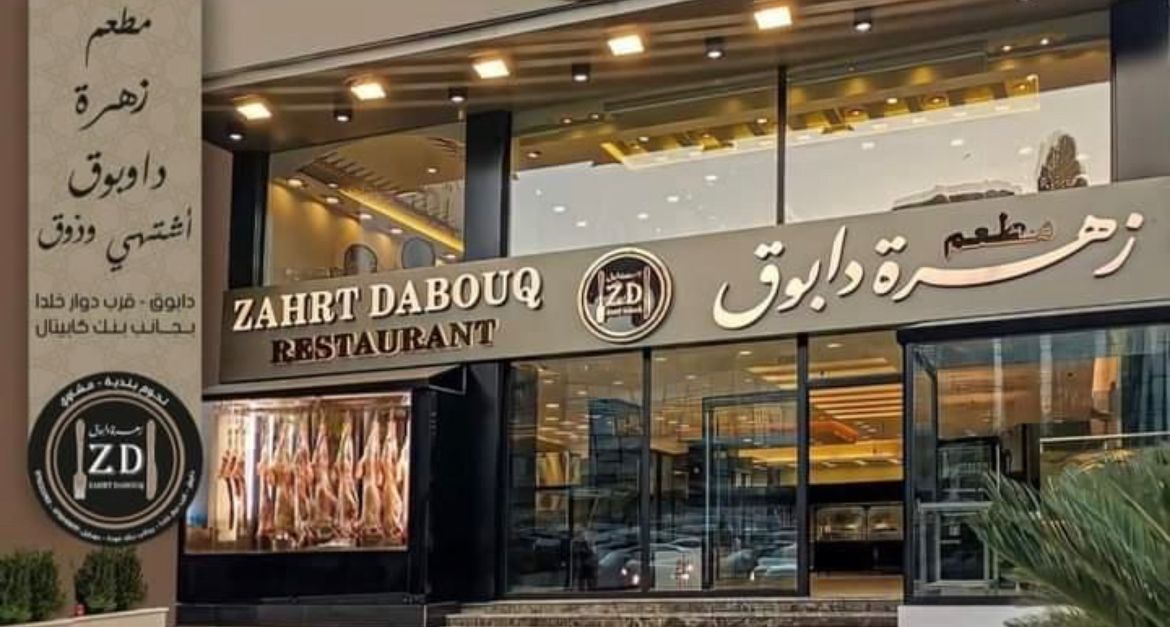 مطعم
زهرة
داوبوق
أشتهي وذوق
دابوق - قرب دوار خلدا
بجانب بنك كابيتال
لحوم بلدية - مشاوي
ZD
ZAHRT DABOUQ
ZAHRT DABOUQ
RESTAURANT
ZD
مطعم
زهرة دابوق